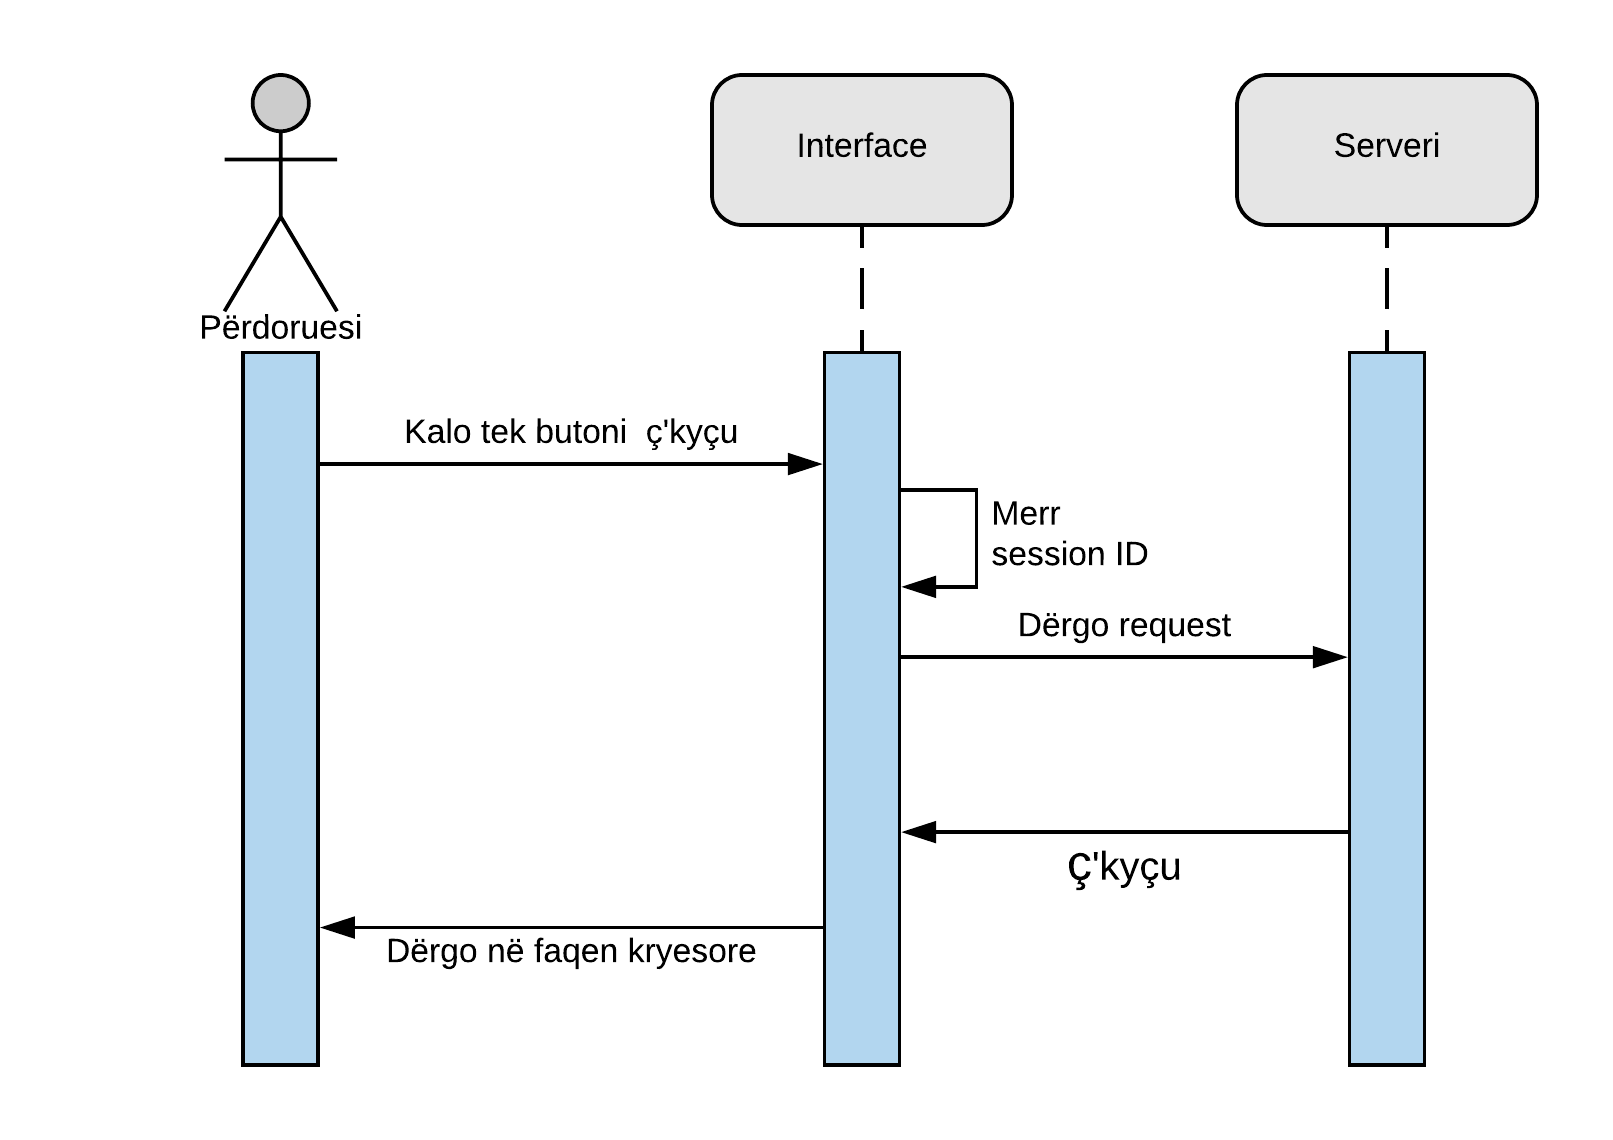 Interface
Serveri
Përdoruesi
Kalo tek butoni  ç'kyçu
Merr
session ID
Dërgo request
Ç'kyçu
Dërgo në faqen kryesore